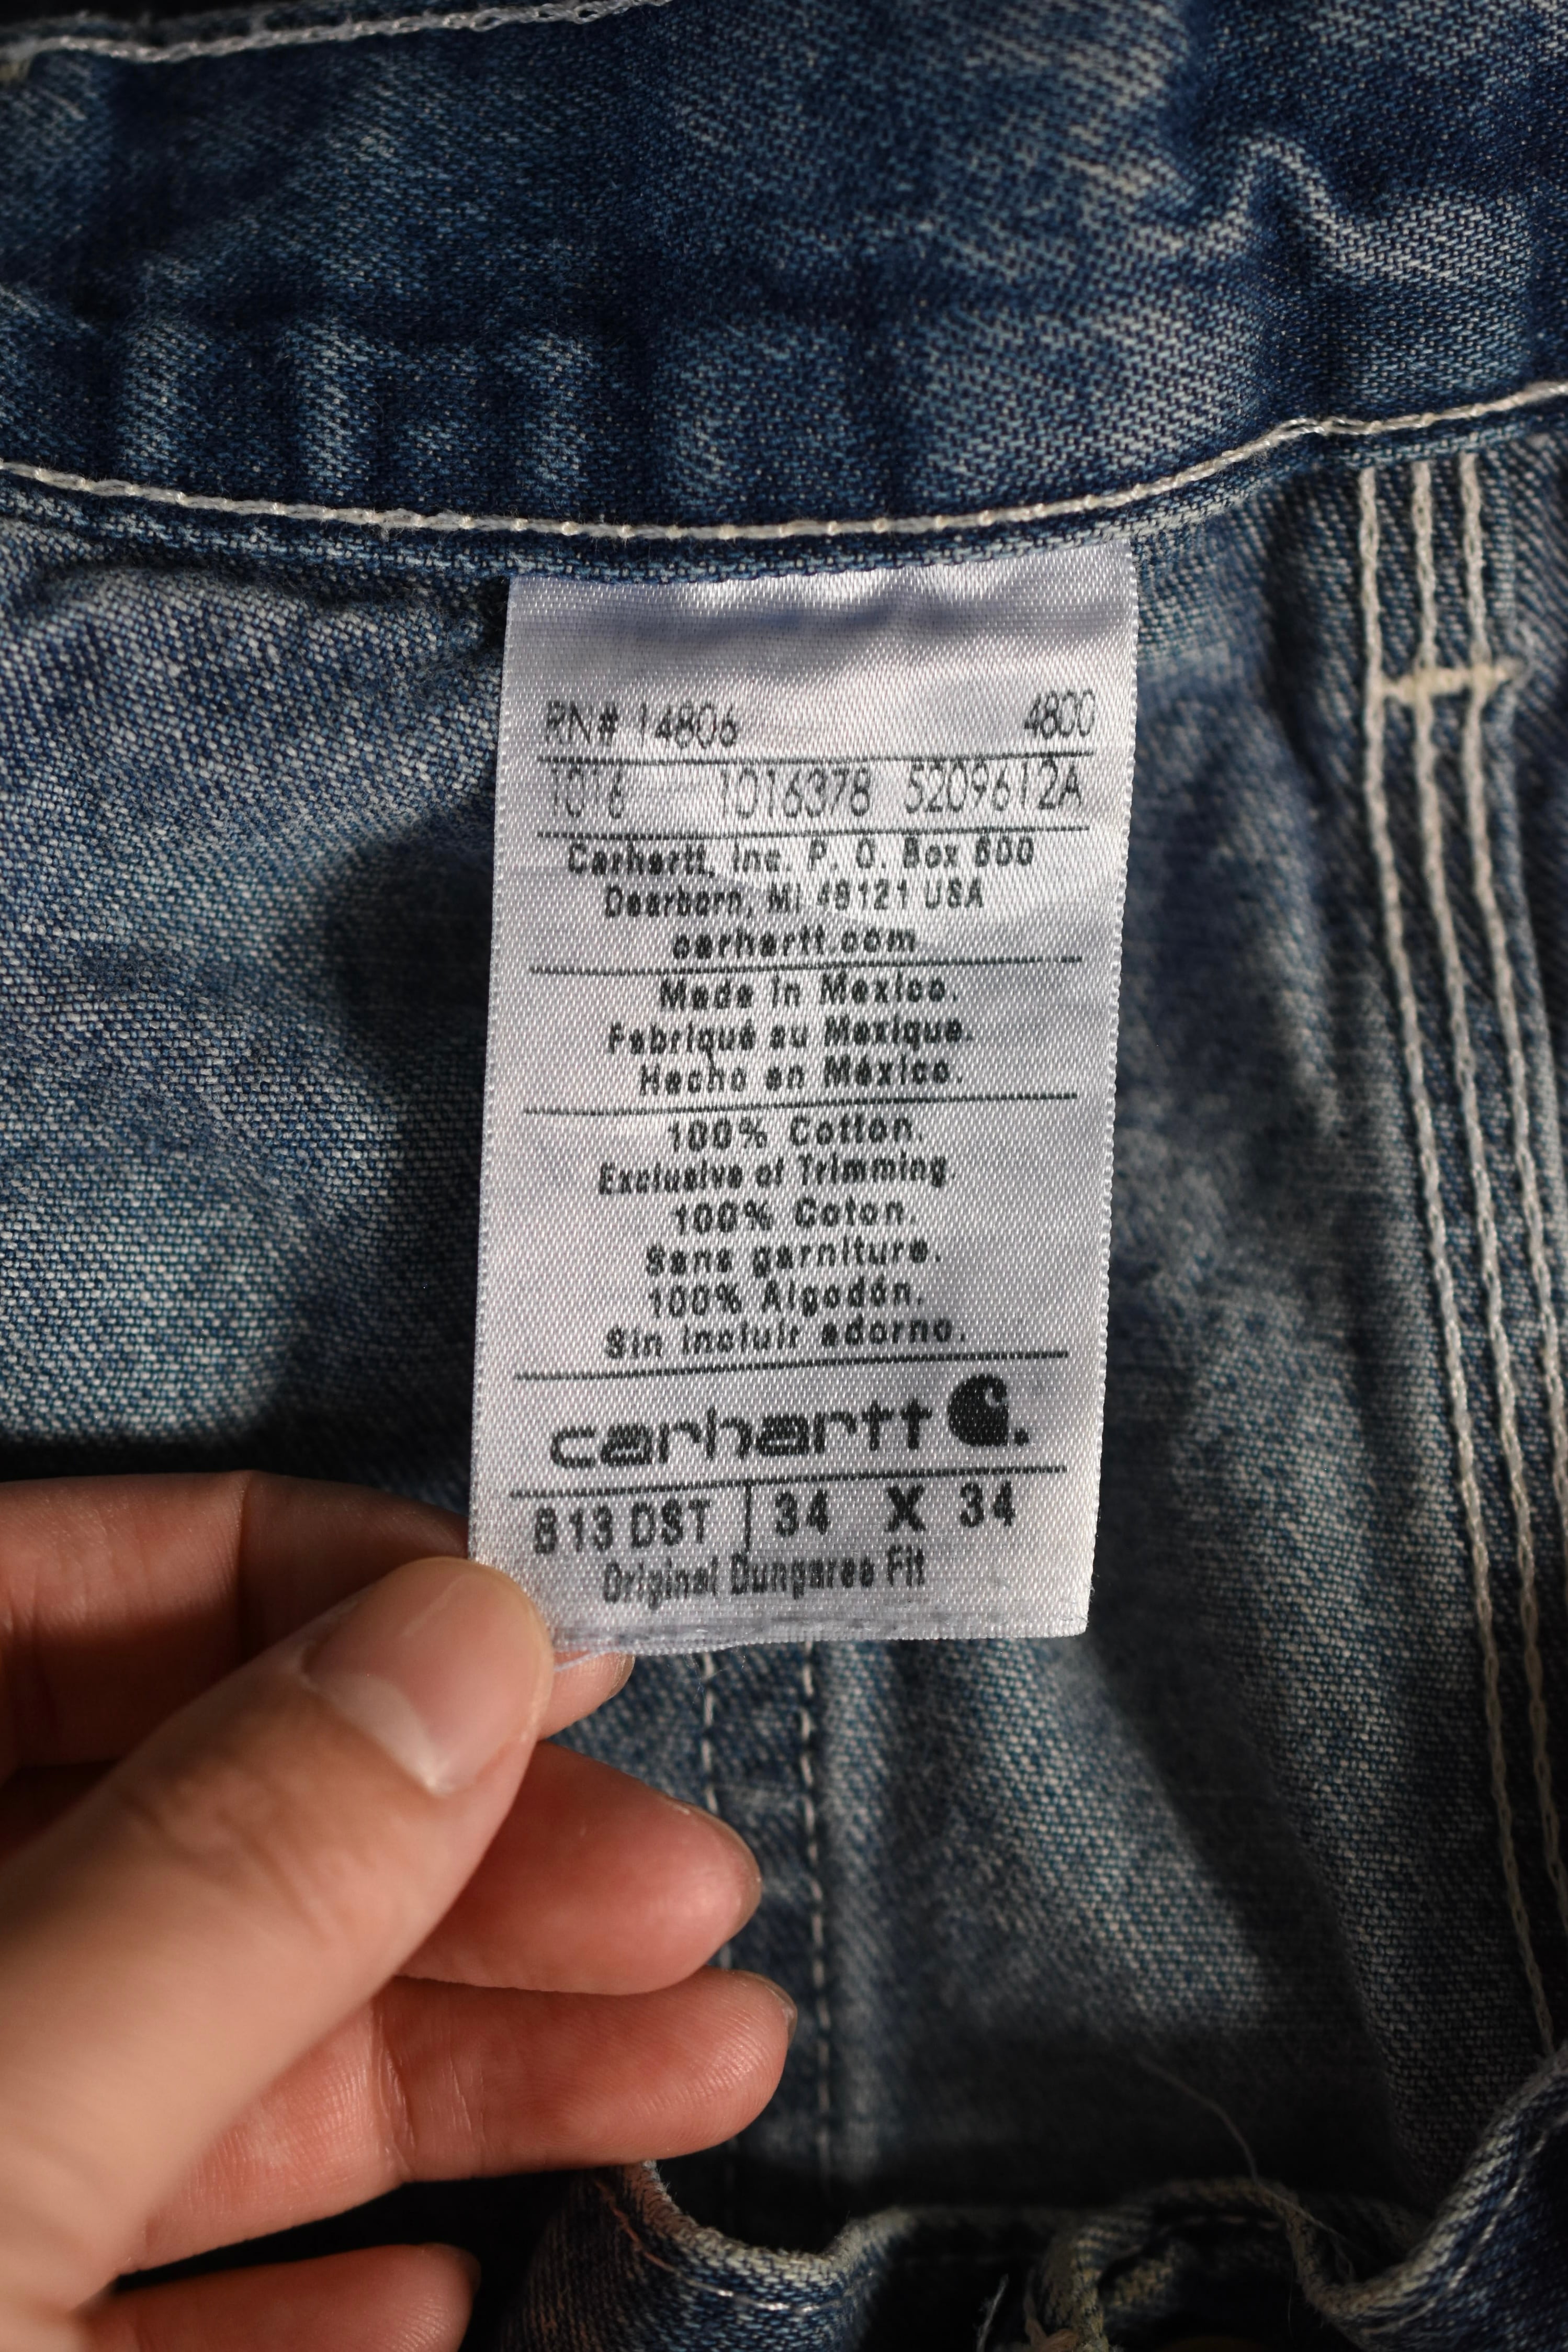 RN# 14806 4800
1016 1016378 5209612A
Carhartt, Inc. P. O. Box 600
Dearborn, MI 48121 USA
carhartt.com
Made in Mexico.
Fabriqué au Mexique.
Hecho en México.
100% Cotton.
Exclusive of Trimming
100% Coton.
Sans garniture.
100% Algodón.
Sin incluir adorno.
carhartt
B13 DST | 34 X 34
Original Dungaree Fit